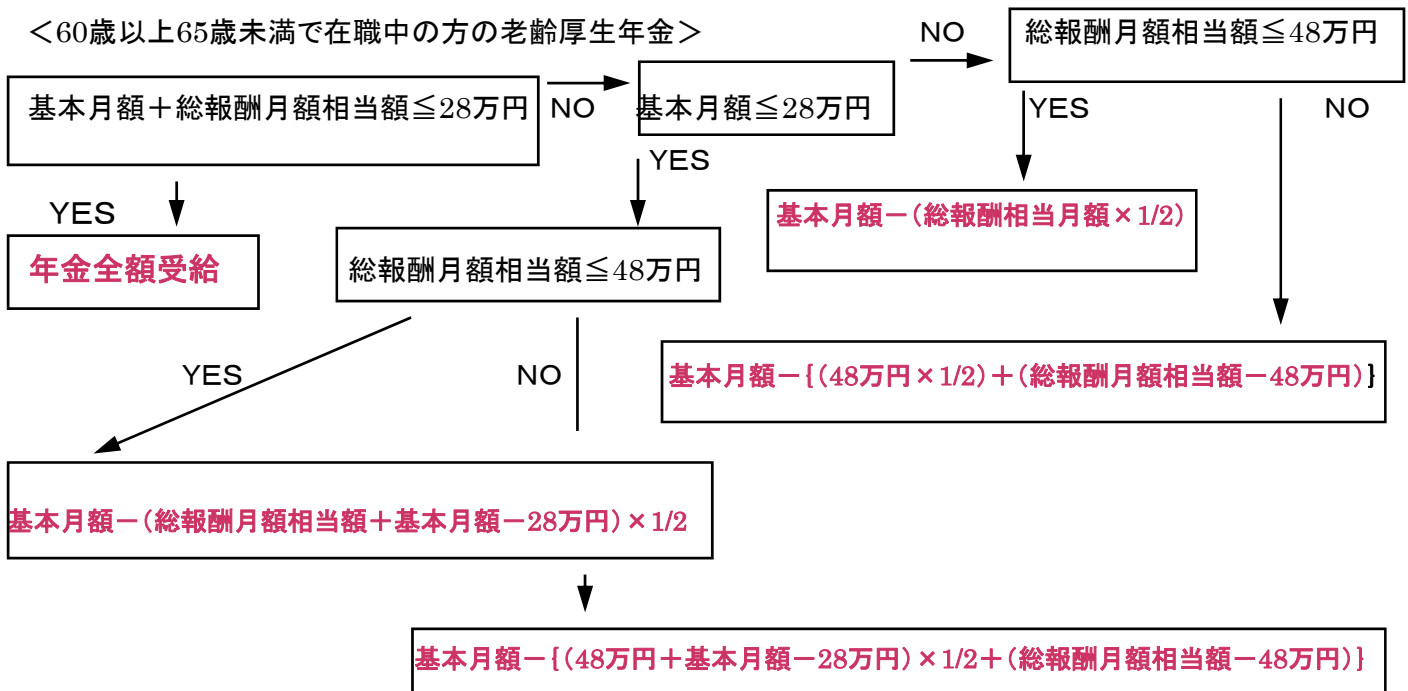 ＜60歳以上65歳未満で在職中の方の老齢厚生年金＞
NO
総報酬月額相当額≦48万円
基本月額＋総報酬月額相当額≦28万円
NO
基本月額≦28万円
YES
NO
YES
YES
年金全額受給
総報酬月額相当額≦48万円
基本月額－（総報酬相当月額×1/2）
YES
NO
基本月額－{（48万円×1/2）＋（総報酬月額相当額－48万円）}
基本月額－（総報酬月額相当額＋基本月額－28万円）×1/2
基本月額－{（48万円＋基本月額－28万円）×1/2＋（総報酬月額相当額－48万円）}